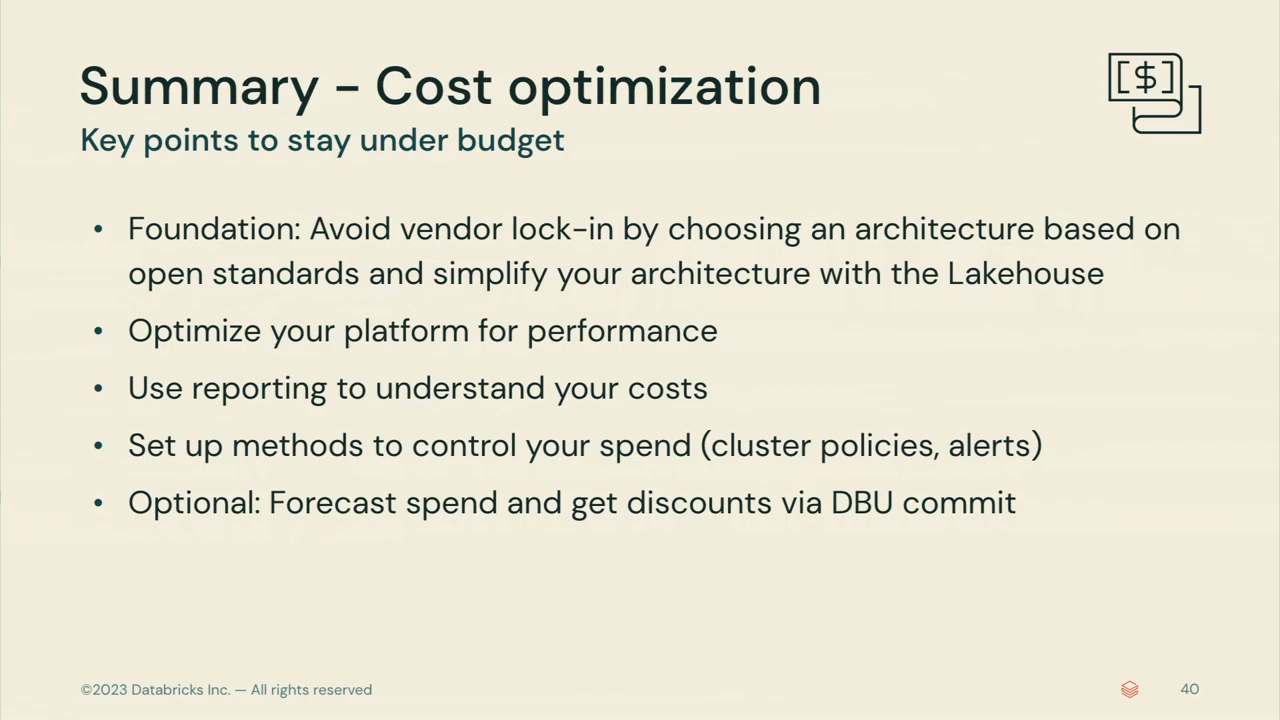 Summary - Cost optimization
[$]
Key points to stay under budget
• Foundation: Avoid vendor lock-in by choosing an architecture based on
open standards and simplify your architecture with the Lakehouse
• Optimize your platform for performance
• Use reporting to understand your costs
• Set up methods to control your spend (cluster policies, alerts)
• Optional: Forecast spend and get discounts via DBU commit
©2023 Databricks Inc. — All rights reserved
40